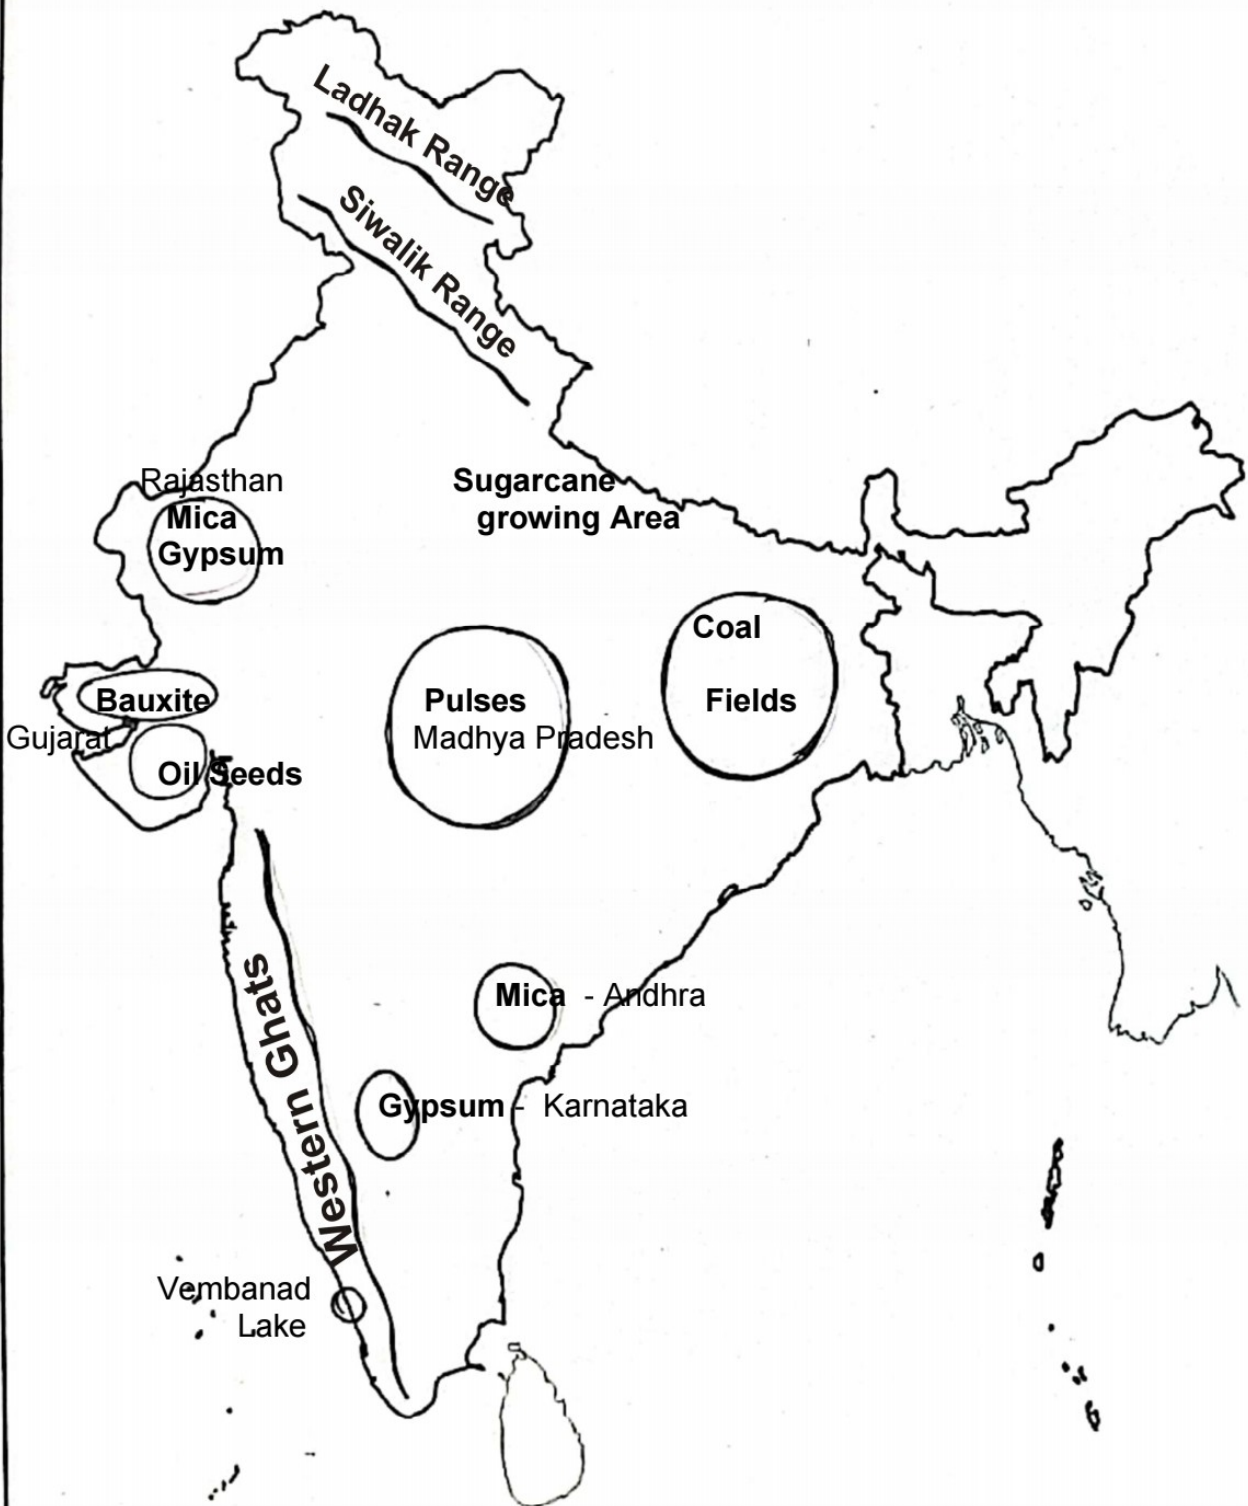 Ladhak Range
Siwalik Range
Rajasthan
Mica
Gypsum
Sugarcane
growing Area
Coal
Fields
Bauxite
Gujarat
Oil Seeds
Pulses
Madhya Pradesh
Western Ghats
Mica - Andhra
Gypsum - Karnataka
Vembanad
Lake